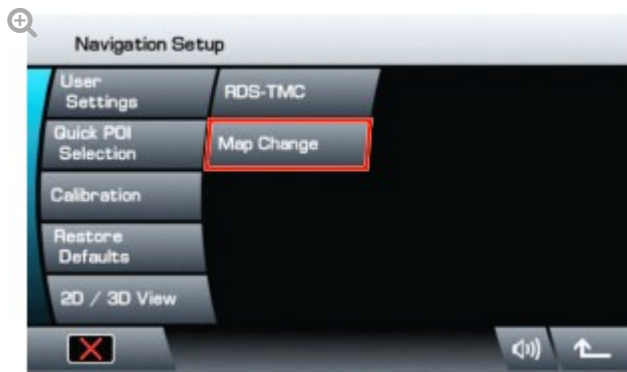 Navigation Setup
User
Settings
RDS-TMC
Quick POI
Selection
Map Change
Calibration
Restore
Defaults
2D / 3D View